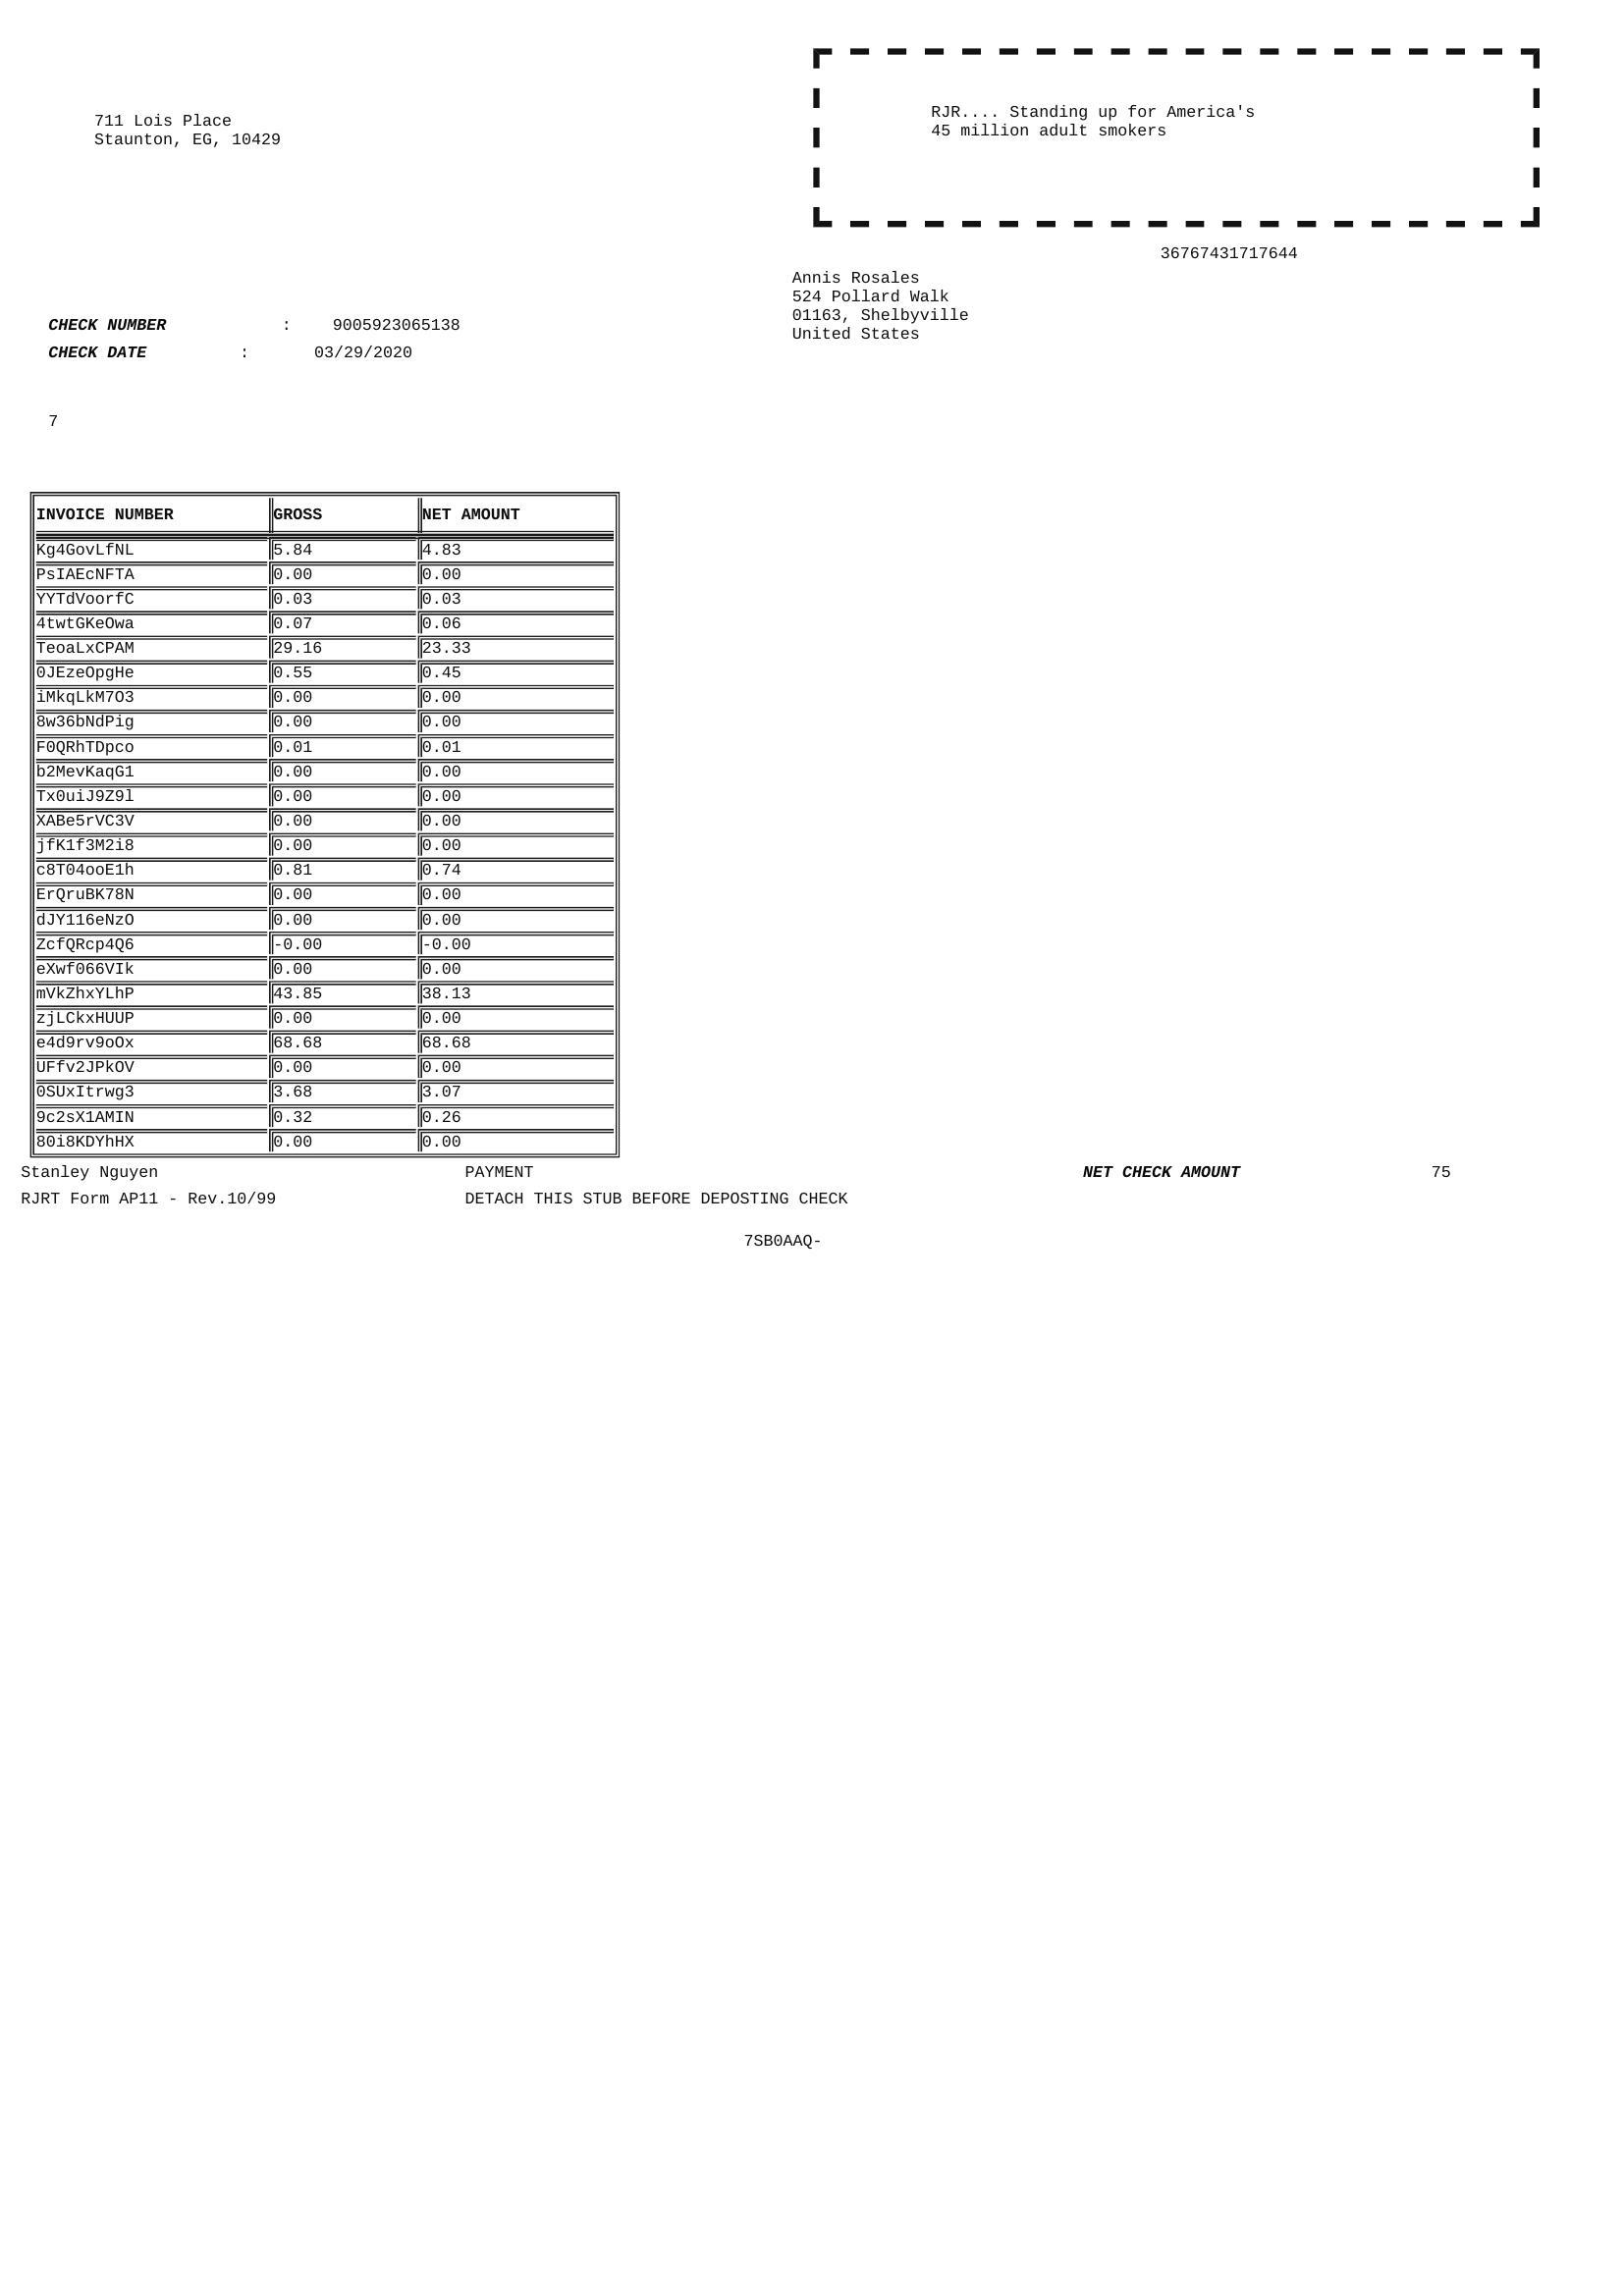 RJR.... Standing up for America's
45 million adult smokers
711 Lois Place
Staunton, EG, 10429
36767431717644
Annis Rosales
524 Pollard Walk
01163, Shelbyville
United States
CHECK NUMBER : 9005923065138
CHECK DATE : 03/29/2020
7
INVOICE NUMBER GROSS NET AMOUNT
Kg4GovLfNL 5.84 4.83
PsIAEcNFTA 0.00 0.00
YYTdVoorfC 0.03 0.03
4twtGKeOwa 0.07 0.06
TeoaLxCPAM 29.16 23.33
0JEzeOpgHe 0.55 0.45
iMkqLkM7O3 0.00 0.00
8w36bNdPig 0.00 0.00
F0QRhTDpco 0.01 0.01
b2MevKaqG1 0.00 0.00
Tx0uiJ9Z9l 0.00 0.00
XABe5rVC3V 0.00 0.00
jfK1f3M2i8 0.00 0.00
c8T04ooE1h 0.81 0.74
ErQruBK78N 0.00 0.00
dJY116eNzO 0.00 0.00
ZcfQRcp4Q6 -0.00 -0.00
eXwf066VIk 0.00 0.00
mVkZhxYLhP 43.85 38.13
zjLCkxHUUP 0.00 0.00
e4d9rv9oOx 68.68 68.68
UFfv2JPkOV 0.00 0.00
0SUxItrwg3 3.68 3.07
9c2sX1AMIN 0.32 0.26
80i8KDYhHX 0.00 0.00
Stanley Nguyen PAYMENT NET CHECK AMOUNT 75
RJRT Form AP11 - Rev.10/99 DETACH THIS STUB BEFORE DEPOSTING CHECK
7SB0AAQ-